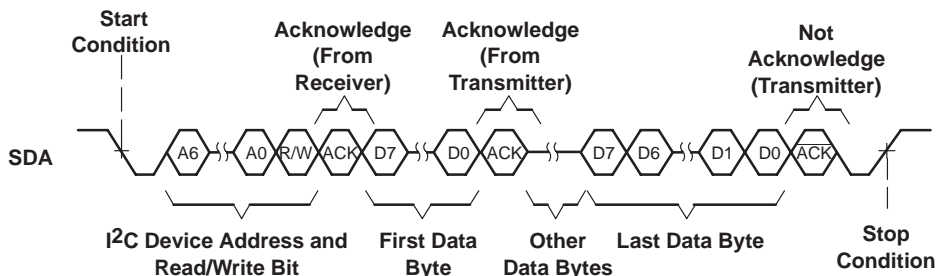 Start
Condition
Acknowledge
(From
Receiver)
Acknowledge
(From
Transmitter)
Not
Acknowledge
(Transmitter)
SDA
A6
A0
R/W
ACK
D7
D0
ACK
D7
D6
D1
D0
ACK
I2C Device Address and
Read/Write Bit
First Data
Byte
Other
Data Bytes
Last Data Byte
Stop
Condition